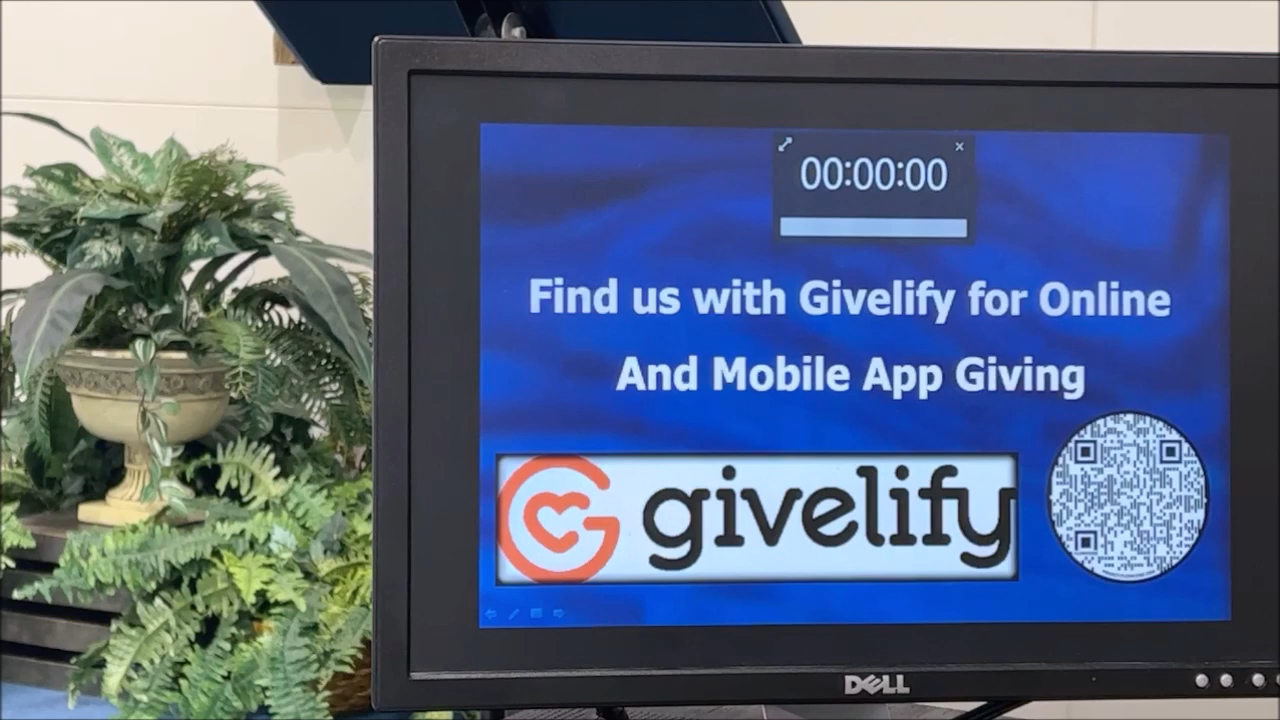 00:00:00
Find us with Givelify for Online
And Mobile App Giving
givelify
DELL